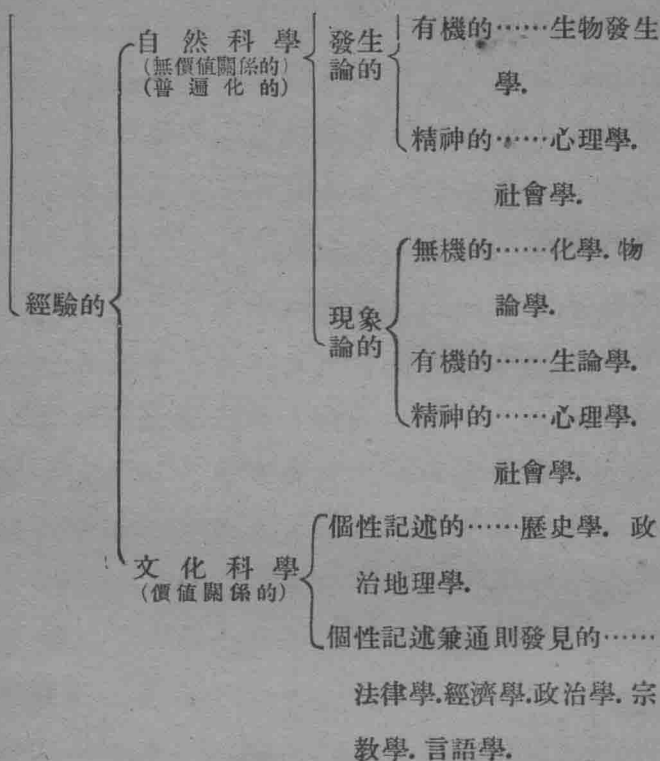 自然科學
(無價値關係的)
(普遍化的)
發生
論的
有機的……生物發生
學.
精神的……心理學.
社會學.
經驗的
現象
論的
無機的……化學.物
論學.
有機的……生論學.
精神的……心理學.
社會學.
文化科學
(價値關係的)
個性記述的……歷史學. 政
治地理學.
個性記述兼通則發見的……
法律學.經濟學.政治學. 宗
敎學. 言語學.